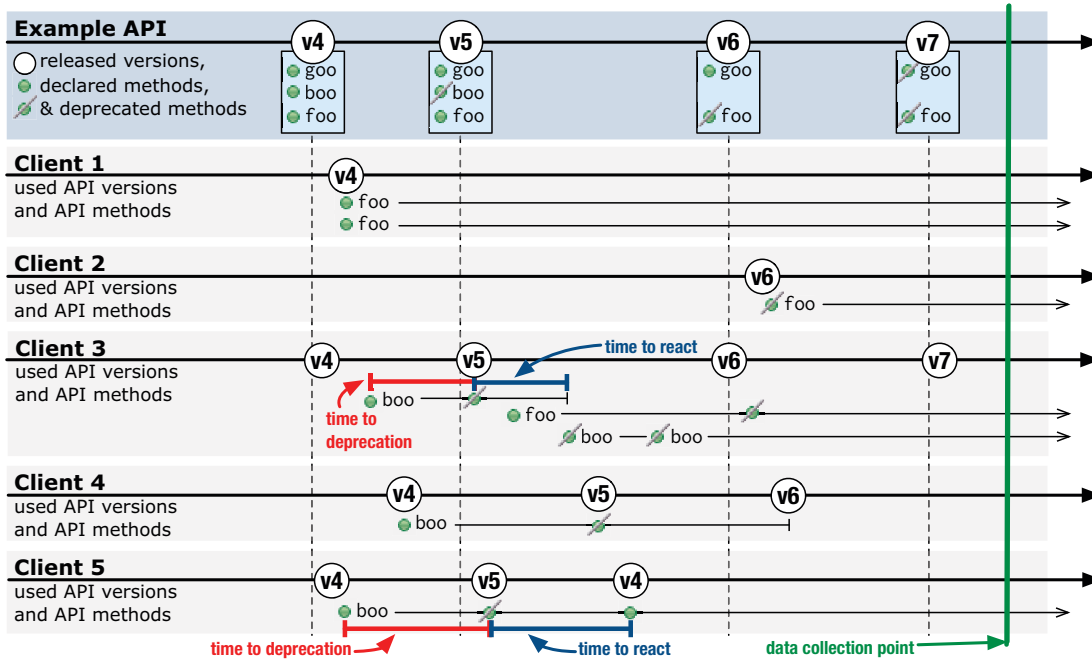 Example API
v4 v5 v6 v7
released versions,
declared methods,
& deprecated methods
goo
boo
foo
goo
boo
foo
goo
foo
goo
foo
Client 1
used API versions
and API methods
v4
foo
foo
Client 2
used API versions
and API methods
v6
foo
Client 3
used API versions
and API methods
v4 v5 v6 v7
time to react
time to
deprecation
boo
foo
boo boo
Client 4
used API versions
and API methods
v4 v5 v6
boo
Client 5
used API versions
and API methods
v4 v5 v4
boo
time to deprecation time to react data collection point